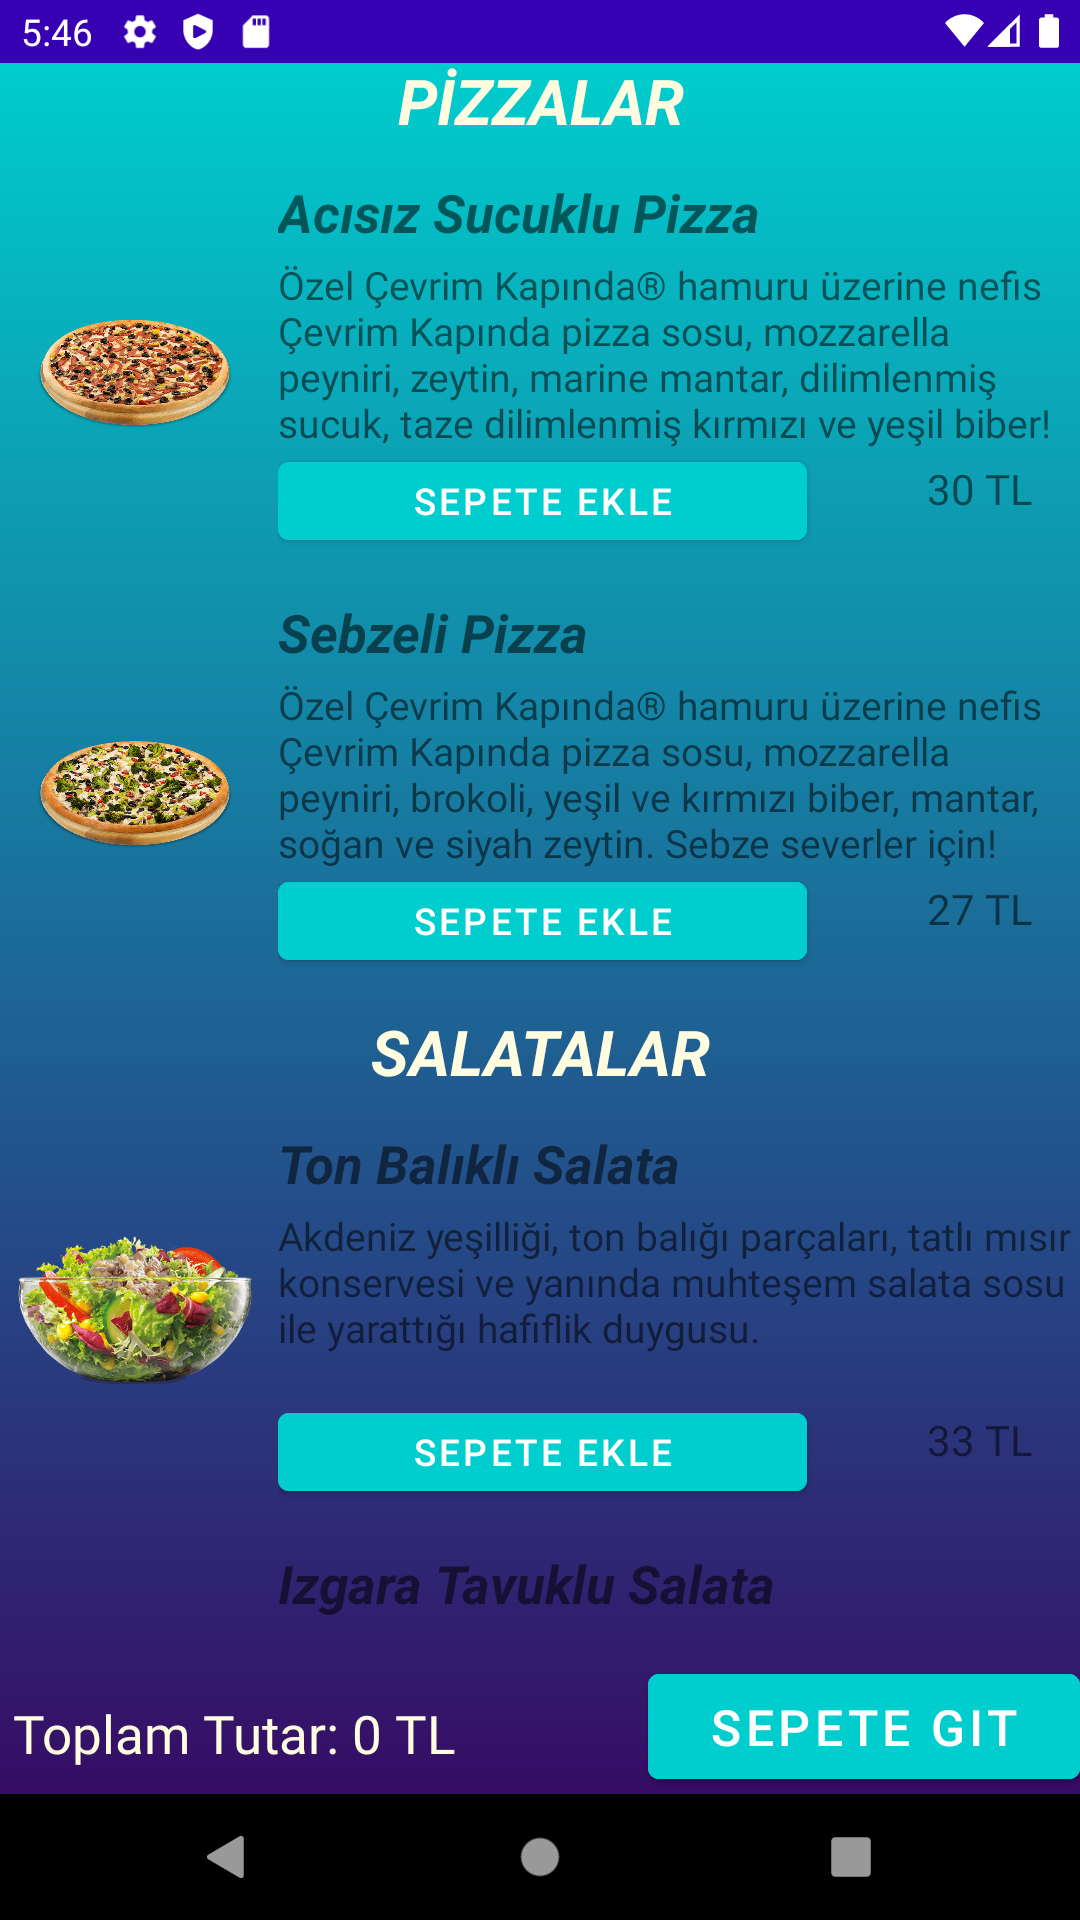 5:46
PİZZALAR
Acısız Sucuklu Pizza
Özel Çevrim Kapında® hamuru üzerine nefis
Çevrim Kapında pizza sosu, mozzarella
peyniri, zeytin, marine mantar, dilimlenmiş
sucuk, taze dilimlenmiş kırmızı ve yeşil biber!
SEPETE EKLE
30 TL
Sebzeli Pizza
Özel Çevrim Kapında® hamuru üzerine nefis
Çevrim Kapında pizza sosu, mozzarella
peyniri, brokoli, yeşil ve kırmızı biber, mantar,
soğan ve siyah zeytin. Sebze severler için!
SEPETE EKLE
27 TL
SALATALAR
Ton Balıklı Salata
Akdeniz yeşilliği, ton balığı parçaları, tatlı mısır
konservesi ve yanında muhteşem salata sosu
ile yarattığı hafiflik duygusu.
SEPETE EKLE
33 TL
Izgara Tavuklu Salata
Toplam Tutar: 0 TL
SEPETE GIT